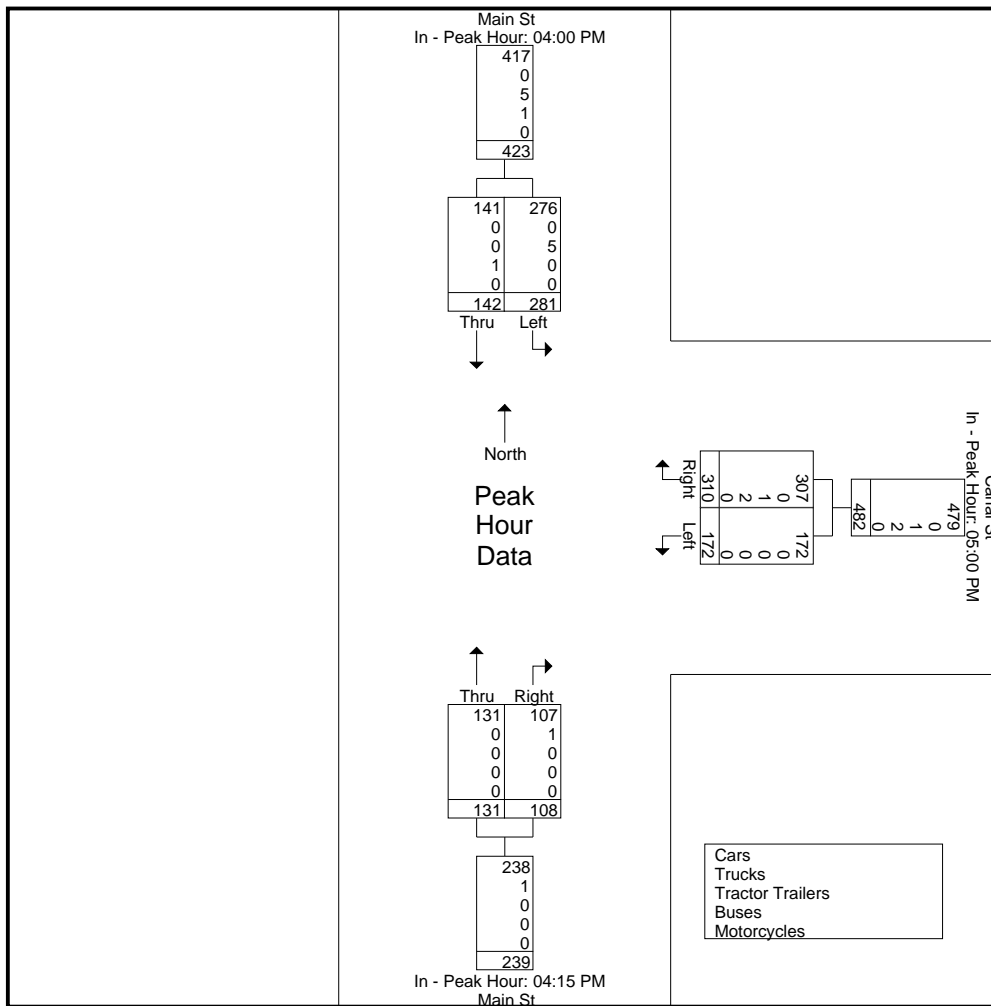 Main St
In - Peak Hour: 04:00 PM
417
0
5
1
0
423
141 276
0 0
0 5
1 0
0 0
142 281
Thru Left
North
Peak
Hour
Data
Canal St
In - Peak Hour: 05:00 PM
479
0
1
2
0
482
307 172
0 0
1 0
2 0
0 0
310 172
Right Left
Thru Right
131 107
0 1
0 0
0 0
0 0
131 108
238
1
0
0
0
239
In - Peak Hour: 04:15 PM
Main St
Cars
Trucks
Tractor Trailers
Buses
Motorcycles